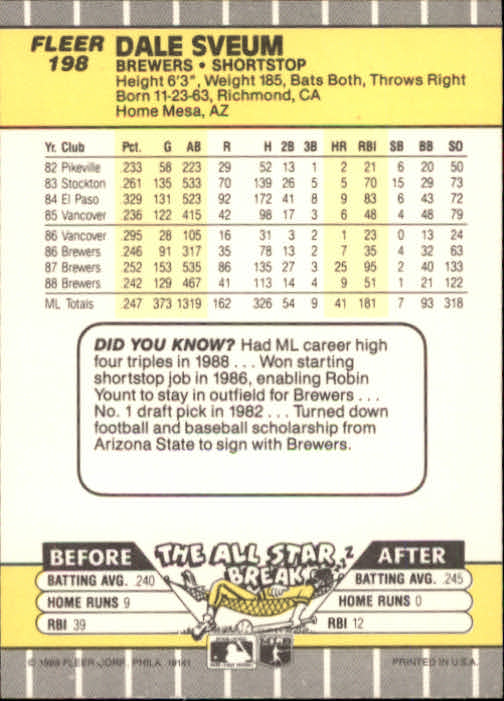 FLEER DALE SVEUM
198 BREWERS • SHORTSTOP
Height 6'3", Weight 185, Bats Both, Throws Right
Born 11-23-63, Richmond, CA
Home Mesa, AZ
Yr. Club Pct. G AB R H 2B 3B HR RBI SB BB SO
82 Pikeville .233 58 223 29 52 13 1 2 21 6 20 50
83 Stockton .261 135 533 70 139 26 5 5 70 15 29 73
84 El Paso .329 131 523 92 172 41 8 9 83 6 43 72
85 Vancover .236 122 415 42 98 17 3 6 48 4 48 79
86 Vancover .295 28 105 16 31 3 2 1 23 0 13 24
86 Brewers .246 91 317 35 78 13 2 7 35 4 32 63
87 Brewers .252 153 535 86 135 27 3 25 95 2 40 133
88 Brewers .242 129 467 41 113 14 4 9 51 1 21 122
ML Totals .247 373 1319 162 326 54 9 41 181 7 93 318
DID YOU KNOW? Had ML career high
four triples in 1988 . . . Won starting
shortstop job in 1986, enabling Robin
Yount to stay in outfield for Brewers . . .
No. 1 draft pick in 1982 . . . Turned down
football and baseball scholarship from
Arizona State to sign with Brewers.
BEFORE THE ALL STAR BREAK Z AFTER
BATTING AVG. .240 BATTING AVG. .245
HOME RUNS 9 HOME RUNS 0
RBI 39 RBI 12
© 1989 FLEER CORP. PHILA. 19141 PRINTED IN U.S.A.